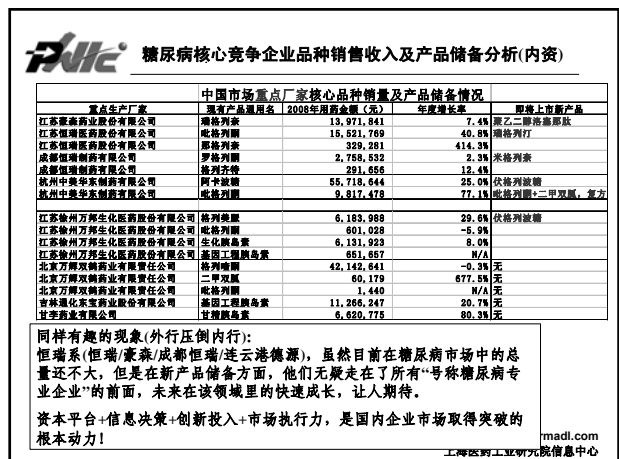 PMIC
糖尿病核心竞争企业品种销售收入及产品储备分析(内资)
中国市场重点厂家核心品种销量及产品储备情况
重点生产厂家 现有产品通用名 2008年用药金额（元） 年度增长率 即将上市新产品
江苏豪森药业股份有限公司 瑞格列奈 13,971,841 7.4% 聚乙二醇洛塞那肽
江苏恒瑞医药股份有限公司 吡格列酮 15,521,769 40.8% 瑞格列汀
江苏恒瑞医药股份有限公司 那格列奈 329,281 414.3%
成都恒瑞制药有限公司 罗格列酮 2,758,532 2.3% 米格列奈
成都恒瑞制药有限公司 格列齐特 291,656 12.4%
杭州中美华东制药有限公司 阿卡波糖 55,718,644 25.0% 伏格列波糖
杭州中美华东制药有限公司 吡格列酮 9,817,478 77.1% 吡格列酮+二甲双胍，复方
江苏徐州万邦生化医药股份有限公司 格列美脲 6,183,988 29.6% 伏格列波糖
江苏徐州万邦生化医药股份有限公司 吡格列酮 601,028 -5.9%
江苏徐州万邦生化医药股份有限公司 生化胰岛素 6,131,923 8.0%
江苏徐州万邦生化医药股份有限公司 基因工程胰岛素 651,657 N/A
北京万辉双鹤药业有限责任公司 格列喹酮 42,142,641 -0.3% 无
北京万辉双鹤药业有限责任公司 二甲双胍 60,179 677.5% 无
北京万辉双鹤药业有限责任公司 吡格列酮 1,440 N/A 无
吉林通化东宝药业股份有限公司 基因工程胰岛素 11,266,247 20.7% 无
甘李药业有限公司 甘精胰岛素 6,620,775 80.3% 无
同样有趣的现象(外行压倒内行):
恒瑞系(恒瑞/豪森/成都恒瑞/连云港德源)，虽然目前在糖尿病市场中的总
量还不大，但是在新产品储备方面，他们无疑走在了所有“号称糖尿病专
业企业”的前面，未来在该领域里的快速成长，让人期待。
资本平台+信息决策+创新投入+市场执行力，是国内企业市场取得突破的
根本动力！
rmadl.com
上海医药工业研究院信息中心